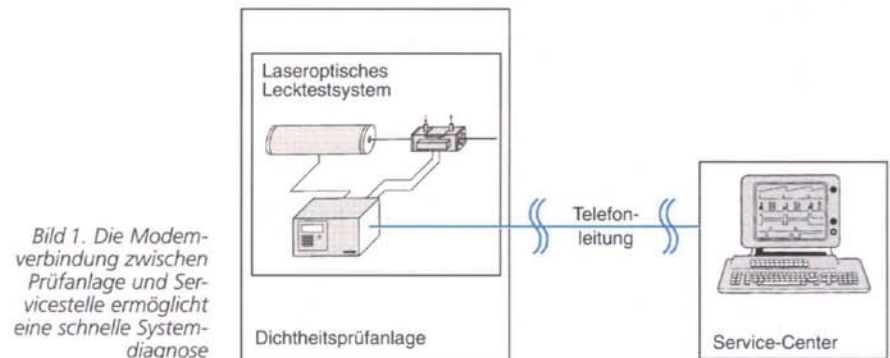 Laseroptisches
Lecktestsystem
Telefon-
leitung
Dichtheitsprüfanlage
Service-Center
Bild 1. Die Modem-
verbindung zwischen
Prüfanlage und Ser-
vicestelle ermöglicht
eine schnelle System-
diagnose